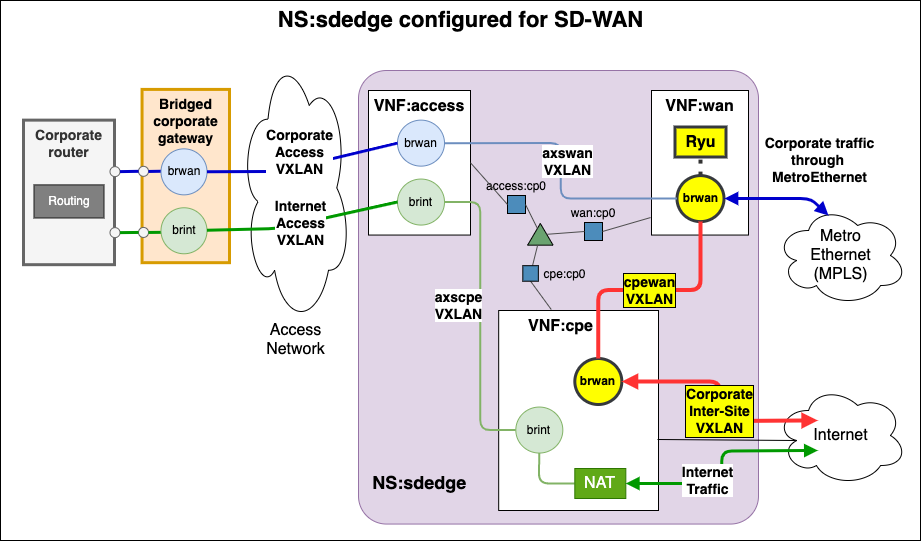 NS:sdedge configured for SD-WAN
Corporate
router
Routing
Bridged
corporate
gateway
brwan
brint
Corporate
Access
VXLAN
Internet
Access
VXLAN
Access
Network
VNF:access
brwan
brint
axswan
VXLAN
access:cp0
wan:cp0
cpe:cp0
axscpe
VXLAN
VNF:wan
Ryu
brwan
cpewan
VXLAN
Corporate traffic
through
MetroEthernet
Metro
Ethernet
(MPLS)
VNF:cpe
brwan
brint
NAT
Corporate
Inter-Site
VXLAN
Internet
Traffic
Internet
NS:sdedge